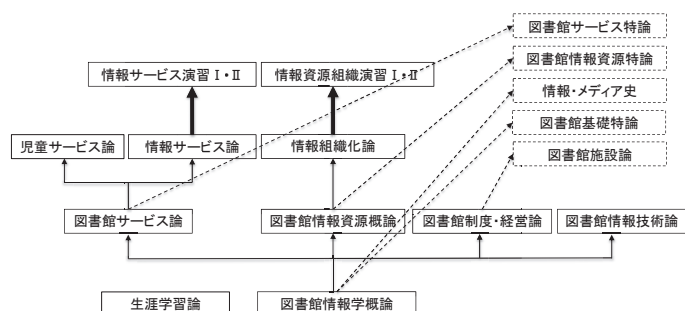 図書館サービス特論
図書館情報資源特論
情報サービス演習Ⅰ・Ⅱ
情報資源組織演習Ⅰ・Ⅱ
情報・メディア史
図書館基礎特論
児童サービス論
情報サービス論
情報組織化論
図書館施設論
図書館サービス論
図書館情報資源概論
図書館制度・経営論
図書館情報技術論
生涯学習論
図書館情報学概論